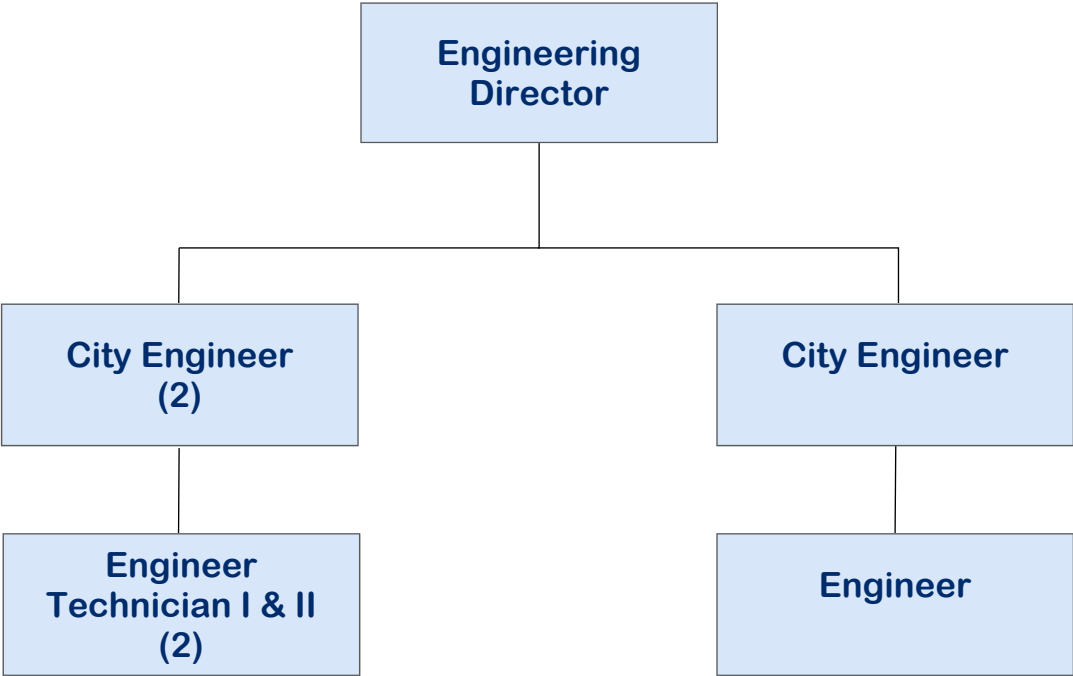 Engineering
Director
City Engineer
(2)
City Engineer
Engineer
Technician I & II
(2)
Engineer